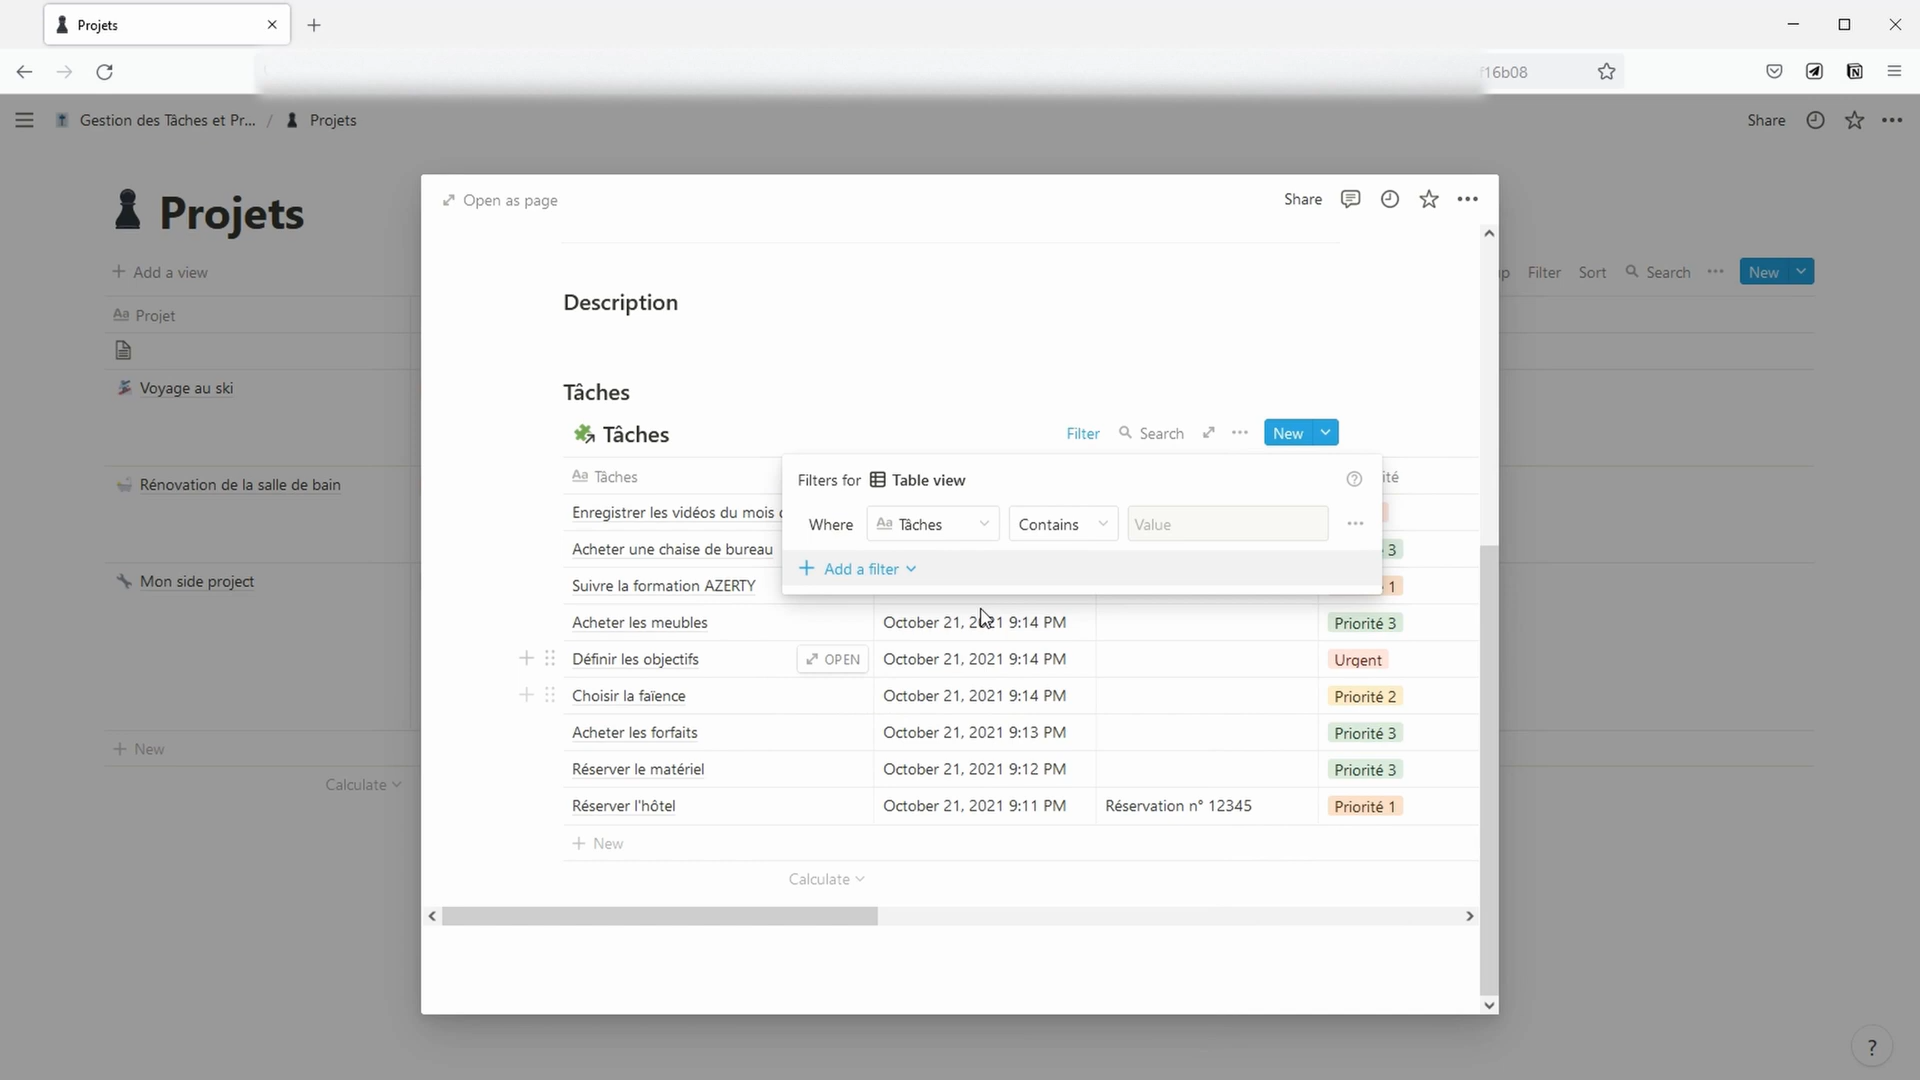 Projets
f16b08
Gestion des Tâches et Pr... / Projets
Share
Projets
Add a view
Filter Sort Search New
Aa Projet
Voyage au ski
Rénovation de la salle de bain
Mon side project
New
Calculate
Open as page
Share
Description
Tâches
Tâches
Filter Search New
Aa Tâches
Filters for Table view
Where Aa Tâches Contains Value
Add a filter
Enregistrer les vidéos du mois
Acheter une chaise de bureau 3
Suivre la formation AZERTY 1
Acheter les meubles October 21, 2021 9:14 PM Priorité 3
Définir les objectifs OPEN October 21, 2021 9:14 PM Urgent
Choisir la faïence October 21, 2021 9:14 PM Priorité 2
Acheter les forfaits October 21, 2021 9:13 PM Priorité 3
Réserver le matériel October 21, 2021 9:12 PM Priorité 3
Réserver l'hôtel October 21, 2021 9:11 PM Réservation n° 12345 Priorité 1
New
Calculate
?